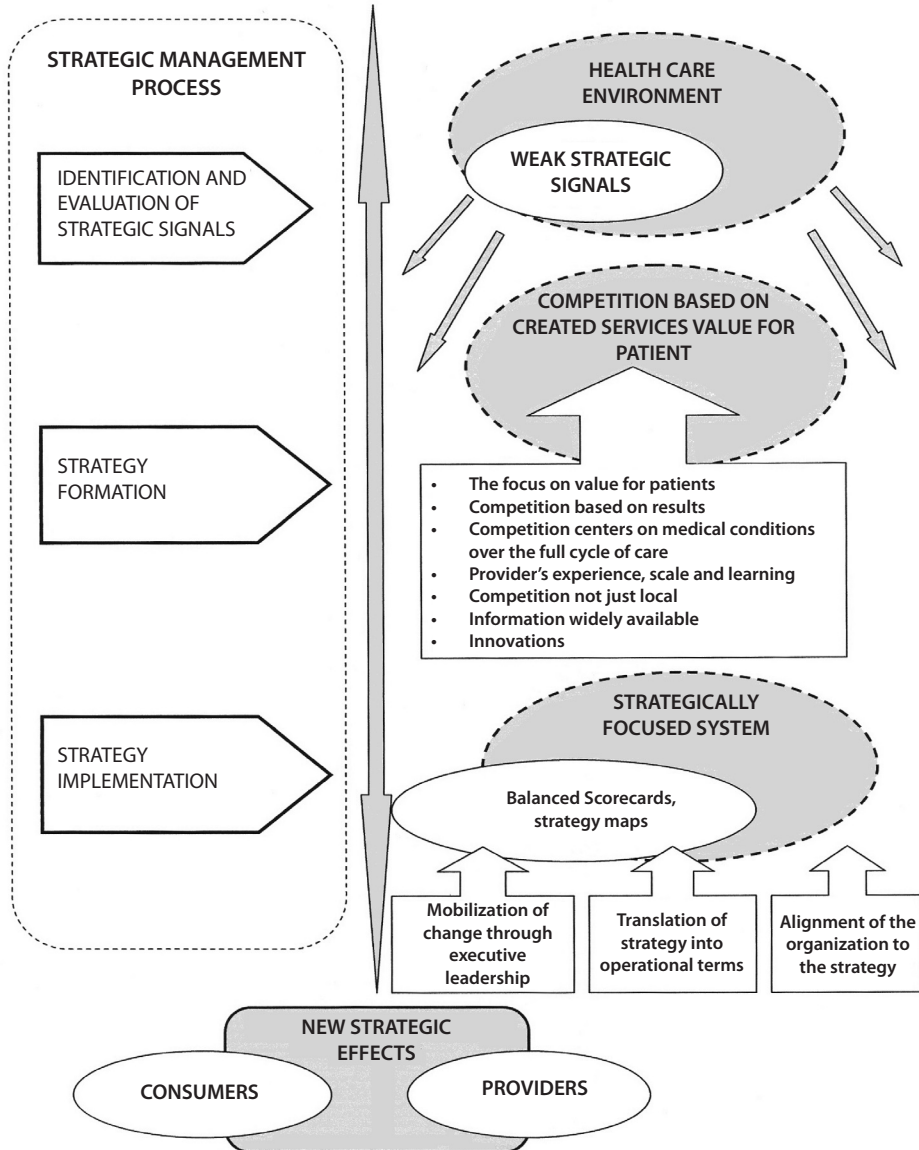 STRATEGIC MANAGEMENT
PROCESS
IDENTIFICATION AND
EVALUATION OF
STRATEGIC SIGNALS
STRATEGY
FORMATION
STRATEGY
IMPLEMENTATION
HEALTH CARE
ENVIRONMENT
WEAK STRATEGIC
SIGNALS
COMPETITION BASED ON
CREATED SERVICES VALUE FOR
PATIENT
• The focus on value for patients
• Competition based on results
• Competition centers on medical conditions
over the full cycle of care
• Provider's experience, scale and learning
• Competition not just local
• Information widely available
• Innovations
STRATEGICALLY
FOCUSED SYSTEM
Balanced Scorecards,
strategy maps
Mobilization of
change through
executive
leadership
Translation of
strategy into
operational terms
Alignment of the
organization to
the strategy
NEW STRATEGIC
EFFECTS
CONSUMERS
PROVIDERS